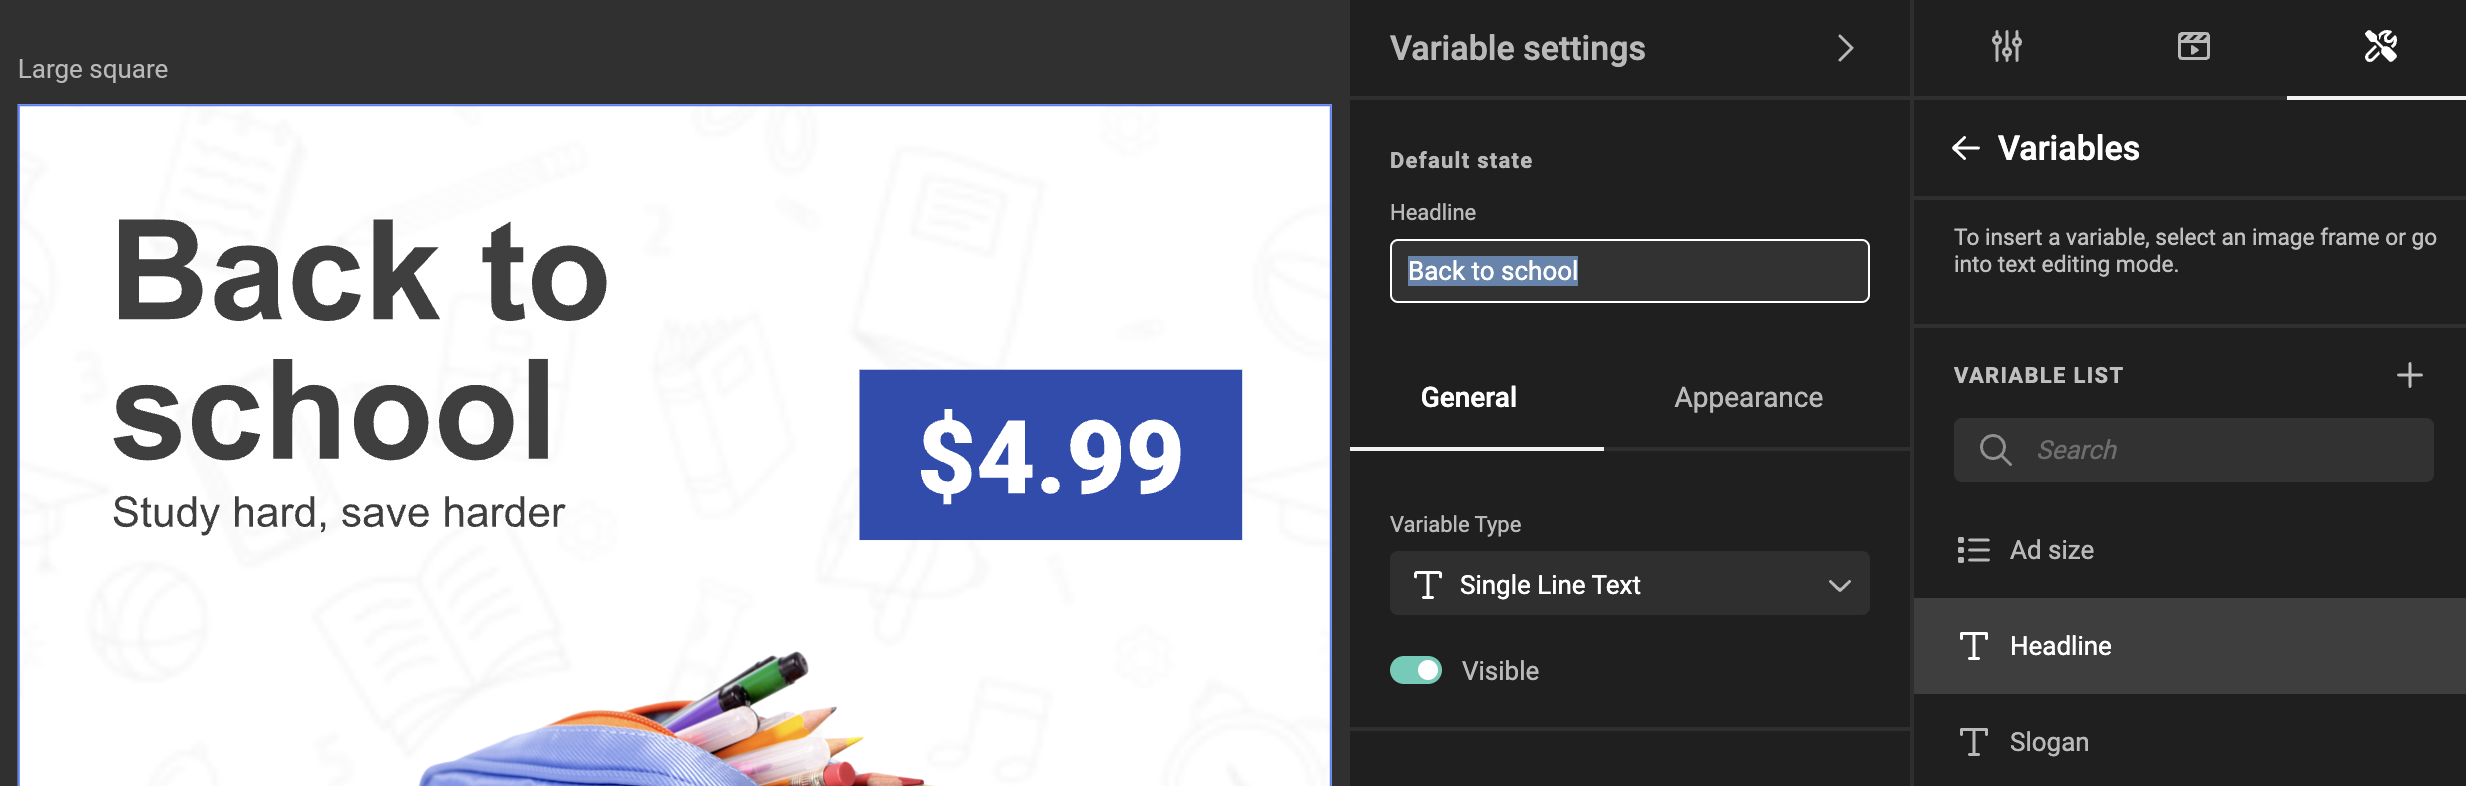 Large square
Back to
school
Study hard, save harder
$4.99
Variable settings
Default state
Headline
Back to school
General
Appearance
Variable Type
Single Line Text
Visible
Variables
To insert a variable, select an image frame or go
into text editing mode.
VARIABLE LIST
Search
Ad size
Headline
Slogan